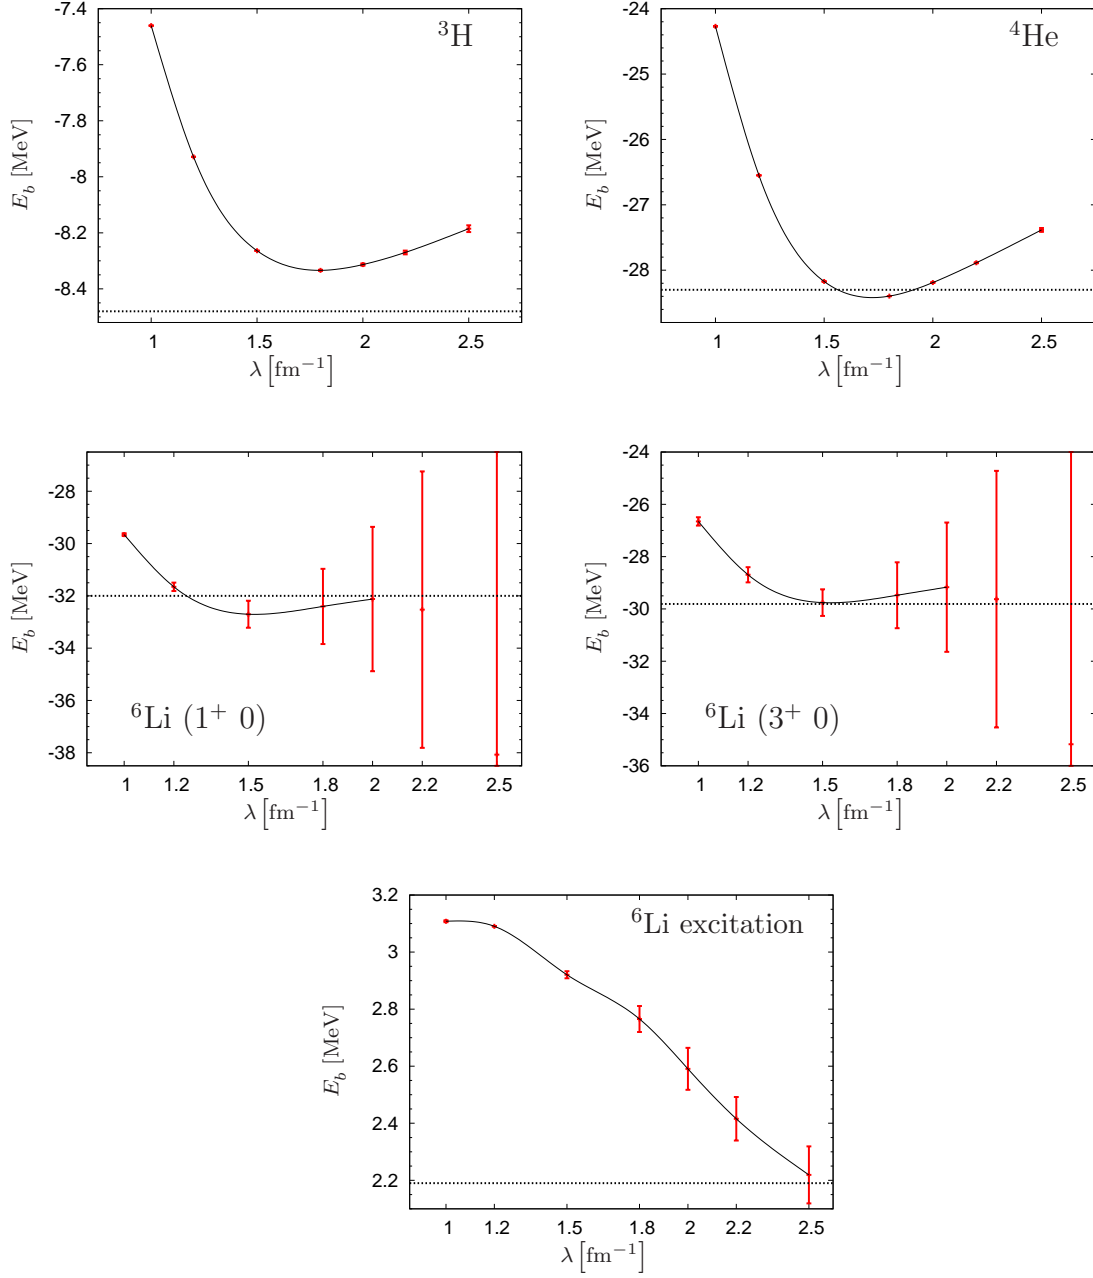 ³H
-7.4
-7.6
-7.8
-8
-8.2
-8.4
E_b [MeV]
1 1.5 2 2.5
λ [fm⁻¹]
⁴He
-24
-25
-26
-27
-28
E_b [MeV]
1 1.5 2 2.5
λ [fm⁻¹]
-28
-30
-32
-34
-36
-38
E_b [MeV]
⁶Li (1⁺ 0)
1 1.2 1.5 1.8 2 2.2 2.5
λ [fm⁻¹]
-24
-26
-28
-30
-32
-34
-36
E_b [MeV]
⁶Li (3⁺ 0)
1 1.2 1.5 1.8 2 2.2 2.5
λ [fm⁻¹]
⁶Li excitation
3.2
3
2.8
2.6
2.4
2.2
E_b [MeV]
1 1.2 1.5 1.8 2 2.2 2.5
λ [fm⁻¹]